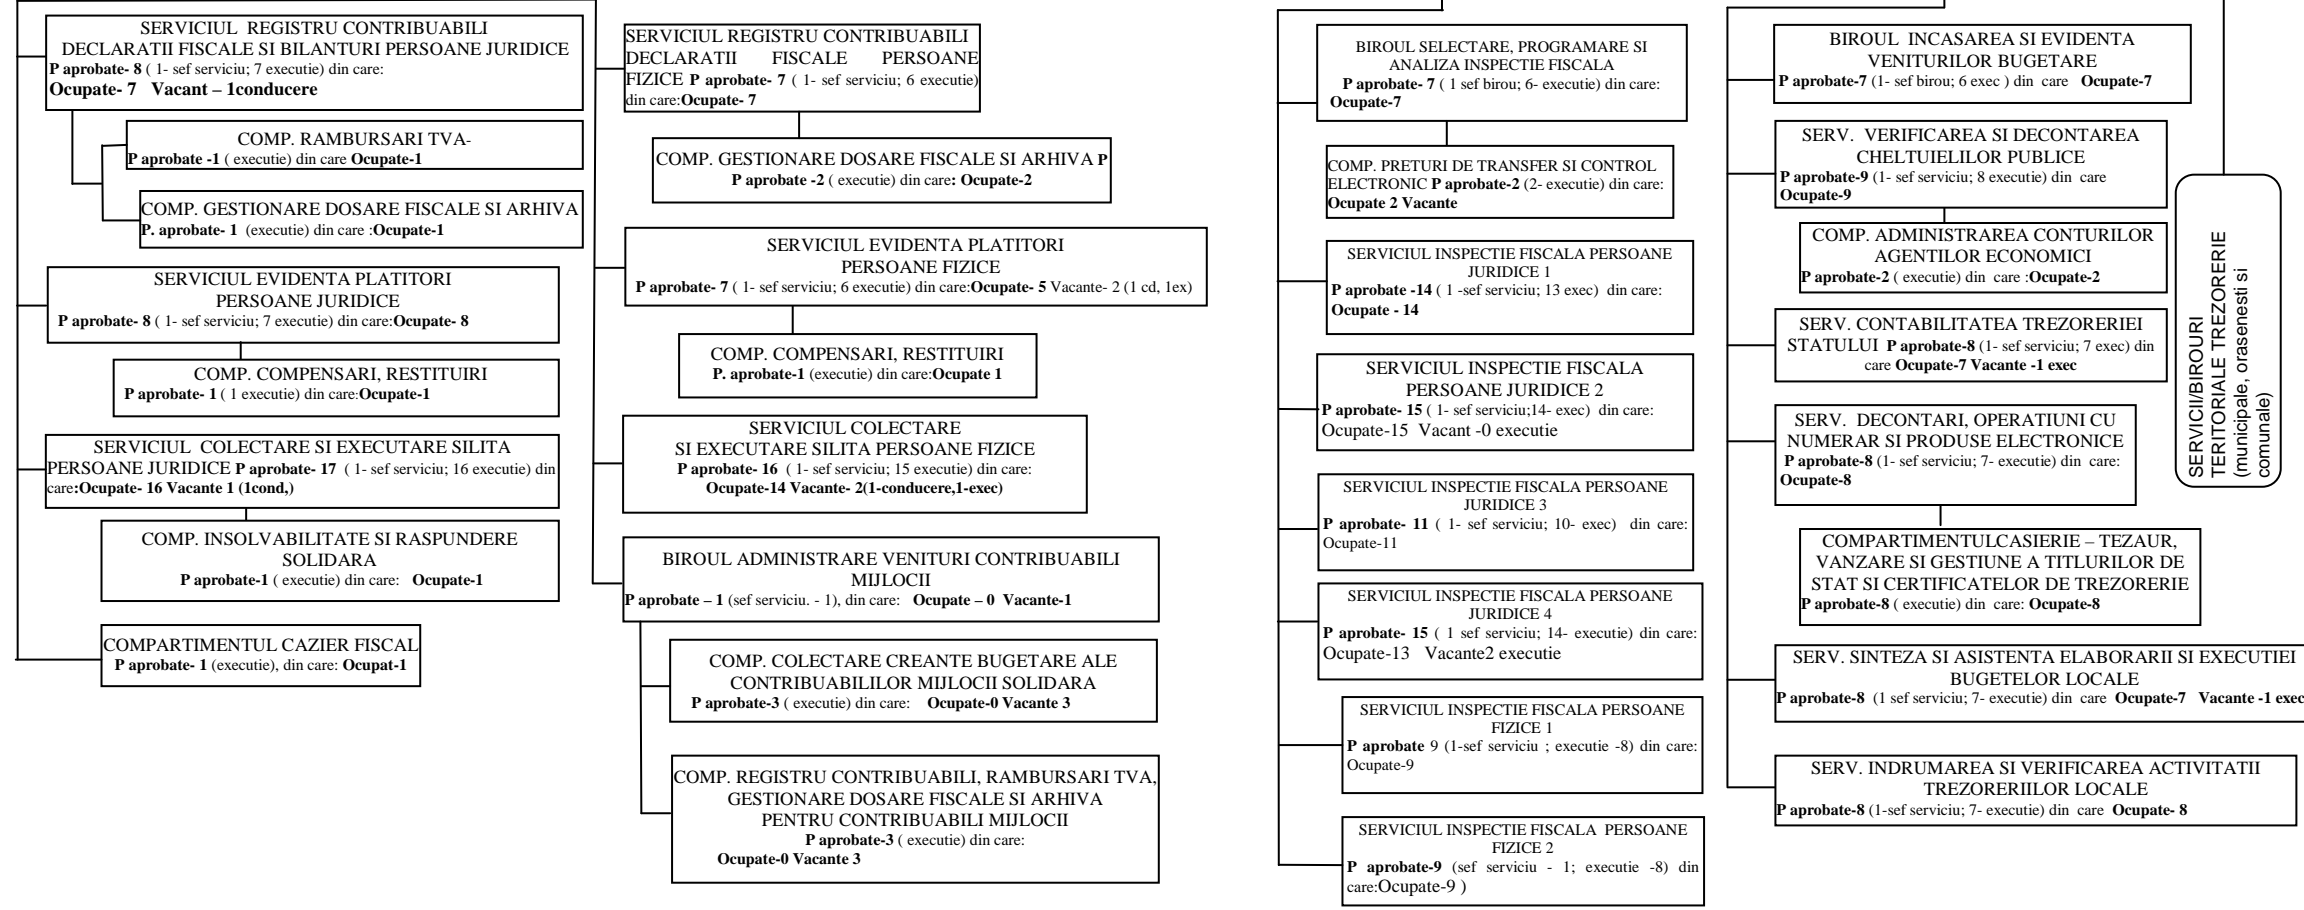 SERVICIUL REGISTRU CONTRIBUABILI
DECLARATII FISCALE SI BILANTURI PERSOANE JURIDICE
P aprobate- 8 ( 1- sef serviciu; 7 executie) din care:
Ocupate- 7 Vacant – 1conducere
COMP. RAMBURSARI TVA-
P aprobate -1 ( executie) din care Ocupate-1
COMP. GESTIONARE DOSARE FISCALE SI ARHIVA
P. aprobate- 1 (executie) din care :Ocupate-1
SERVICIUL EVIDENTA PLATITORI
PERSOANE JURIDICE
P aprobate- 8 ( 1- sef serviciu; 7 executie) din care:Ocupate- 8
COMP. COMPENSARI, RESTITUIRI
P aprobate- 1 ( 1 executie) din care:Ocupate-1
SERVICIUL COLECTARE SI EXECUTARE SILITA
PERSOANE JURIDICE P aprobate- 17 ( 1- sef serviciu; 16 executie) din
care:Ocupate- 16 Vacante 1 (1cond,)
COMP. INSOLVABILITATE SI RASPUNDERE
SOLIDARA
P aprobate-1 ( executie) din care: Ocupate-1
COMPARTIMENTUL CAZIER FISCAL
P aprobate- 1 (executie), din care: Ocupat-1
SERVICIUL REGISTRU CONTRIBUABILI
DECLARATII FISCALE PERSOANE
FIZICE P aprobate- 7 ( 1- sef serviciu; 6 executie)
din care:Ocupate- 7
COMP. GESTIONARE DOSARE FISCALE SI ARHIVA P
P aprobate -2 ( executie) din care: Ocupate-2
SERVICIUL EVIDENTA PLATITORI
PERSOANE FIZICE
P aprobate- 7 ( 1- sef serviciu; 6 executie) din care:Ocupate- 5 Vacante- 2 (1 cd, 1ex)
COMP. COMPENSARI, RESTITUIRI
P. aprobate-1 (executie) din care:Ocupate 1
SERVICIUL COLECTARE
SI EXECUTARE SILITA PERSOANE FIZICE
P aprobate- 16 ( 1- sef serviciu; 15 executie) din care:
Ocupate-14 Vacante- 2(1-conducere,1-exec)
BIROUL ADMINISTRARE VENITURI CONTRIBUABILI
MIJLOCII
P aprobate – 1 (sef serviciu. - 1), din care: Ocupate – 0 Vacante-1
COMP. COLECTARE CREANTE BUGETARE ALE
CONTRIBUABILILOR MIJLOCII SOLIDARA
P aprobate-3 ( executie) din care: Ocupate-0 Vacante 3
COMP. REGISTRU CONTRIBUABILI, RAMBURSARI TVA,
GESTIONARE DOSARE FISCALE SI ARHIVA
PENTRU CONTRIBUABILI MIJLOCII
P aprobate-3 ( executie) din care:
Ocupate-0 Vacante 3
BIROUL SELECTARE, PROGRAMARE SI
ANALIZA INSPECTIE FISCALA
P aprobate- 7 ( 1 sef birou; 6- executie) din care:
Ocupate-7
COMP. PRETURI DE TRANSFER SI CONTROL
ELECTRONIC P aprobate-2 (2- executie) din care:
Ocupate 2 Vacante
SERVICIUL INSPECTIE FISCALA PERSOANE
JURIDICE 1
P aprobate -14 ( 1 -sef serviciu; 13 exec) din care:
Ocupate - 14
SERVICIUL INSPECTIE FISCALA
PERSOANE JURIDICE 2
P aprobate- 15 ( 1- sef serviciu;14- exec) din care:
Ocupate-15 Vacant -0 executie
SERVICIUL INSPECTIE FISCALA PERSOANE
JURIDICE 3
P aprobate- 11 ( 1- sef serviciu; 10- exec) din care:
Ocupate-11
SERVICIUL INSPECTIE FISCALA PERSOANE
JURIDICE 4
P aprobate- 15 ( 1 sef serviciu; 14- executie) din care:
Ocupate-13 Vacante2 executie
SERVICIUL INSPECTIE FISCALA PERSOANE
FIZICE 1
P aprobate 9 (1-sef serviciu ; executie -8) din care:
Ocupate-9
SERVICIUL INSPECTIE FISCALA PERSOANE
FIZICE 2
P aprobate-9 (sef serviciu - 1; executie -8) din
care:Ocupate-9 )
BIROUL INCASAREA SI EVIDENTA
VENITURILOR BUGETARE
P aprobate-7 (1- sef birou; 6 exec ) din care Ocupate-7
SERV. VERIFICAREA SI DECONTAREA
CHELTUIELILOR PUBLICE
P aprobate-9 (1- sef serviciu; 8 executie) din care
Ocupate-9
COMP. ADMINISTRAREA CONTURILOR
AGENTILOR ECONOMICI
P aprobate-2 ( executie) din care :Ocupate-2
SERV. CONTABILITATEA TREZORERIEI
STATULUI P aprobate-8 (1- sef serviciu; 7 exec) din
care Ocupate-7 Vacante -1 exec
SERV. DECONTARI, OPERATIUNI CU
NUMERAR SI PRODUSE ELECTRONICE
P aprobate-8 (1- sef serviciu; 7- executie) din care:
Ocupate-8
COMPARTIMENTULCASIERIE – TEZAUR,
VANZARE SI GESTIUNE A TITLURILOR DE
STAT SI CERTIFICATELOR DE TREZORERIE
P aprobate-8 ( executie) din care: Ocupate-8
SERV. SINTEZA SI ASISTENTA ELABORARII SI EXECUTIEI
BUGETELOR LOCALE
P aprobate-8 (1 sef serviciu; 7- executie) din care Ocupate-7 Vacante -1 exec
SERV. INDRUMAREA SI VERIFICAREA ACTIVITATII
TREZORERIILOR LOCALE
P aprobate-8 (1-sef serviciu; 7- executie) din care Ocupate- 8
SERVICII/BIROURI
TERITORIALE TREZORERIE
(municipale, orasenesti si
comunale)